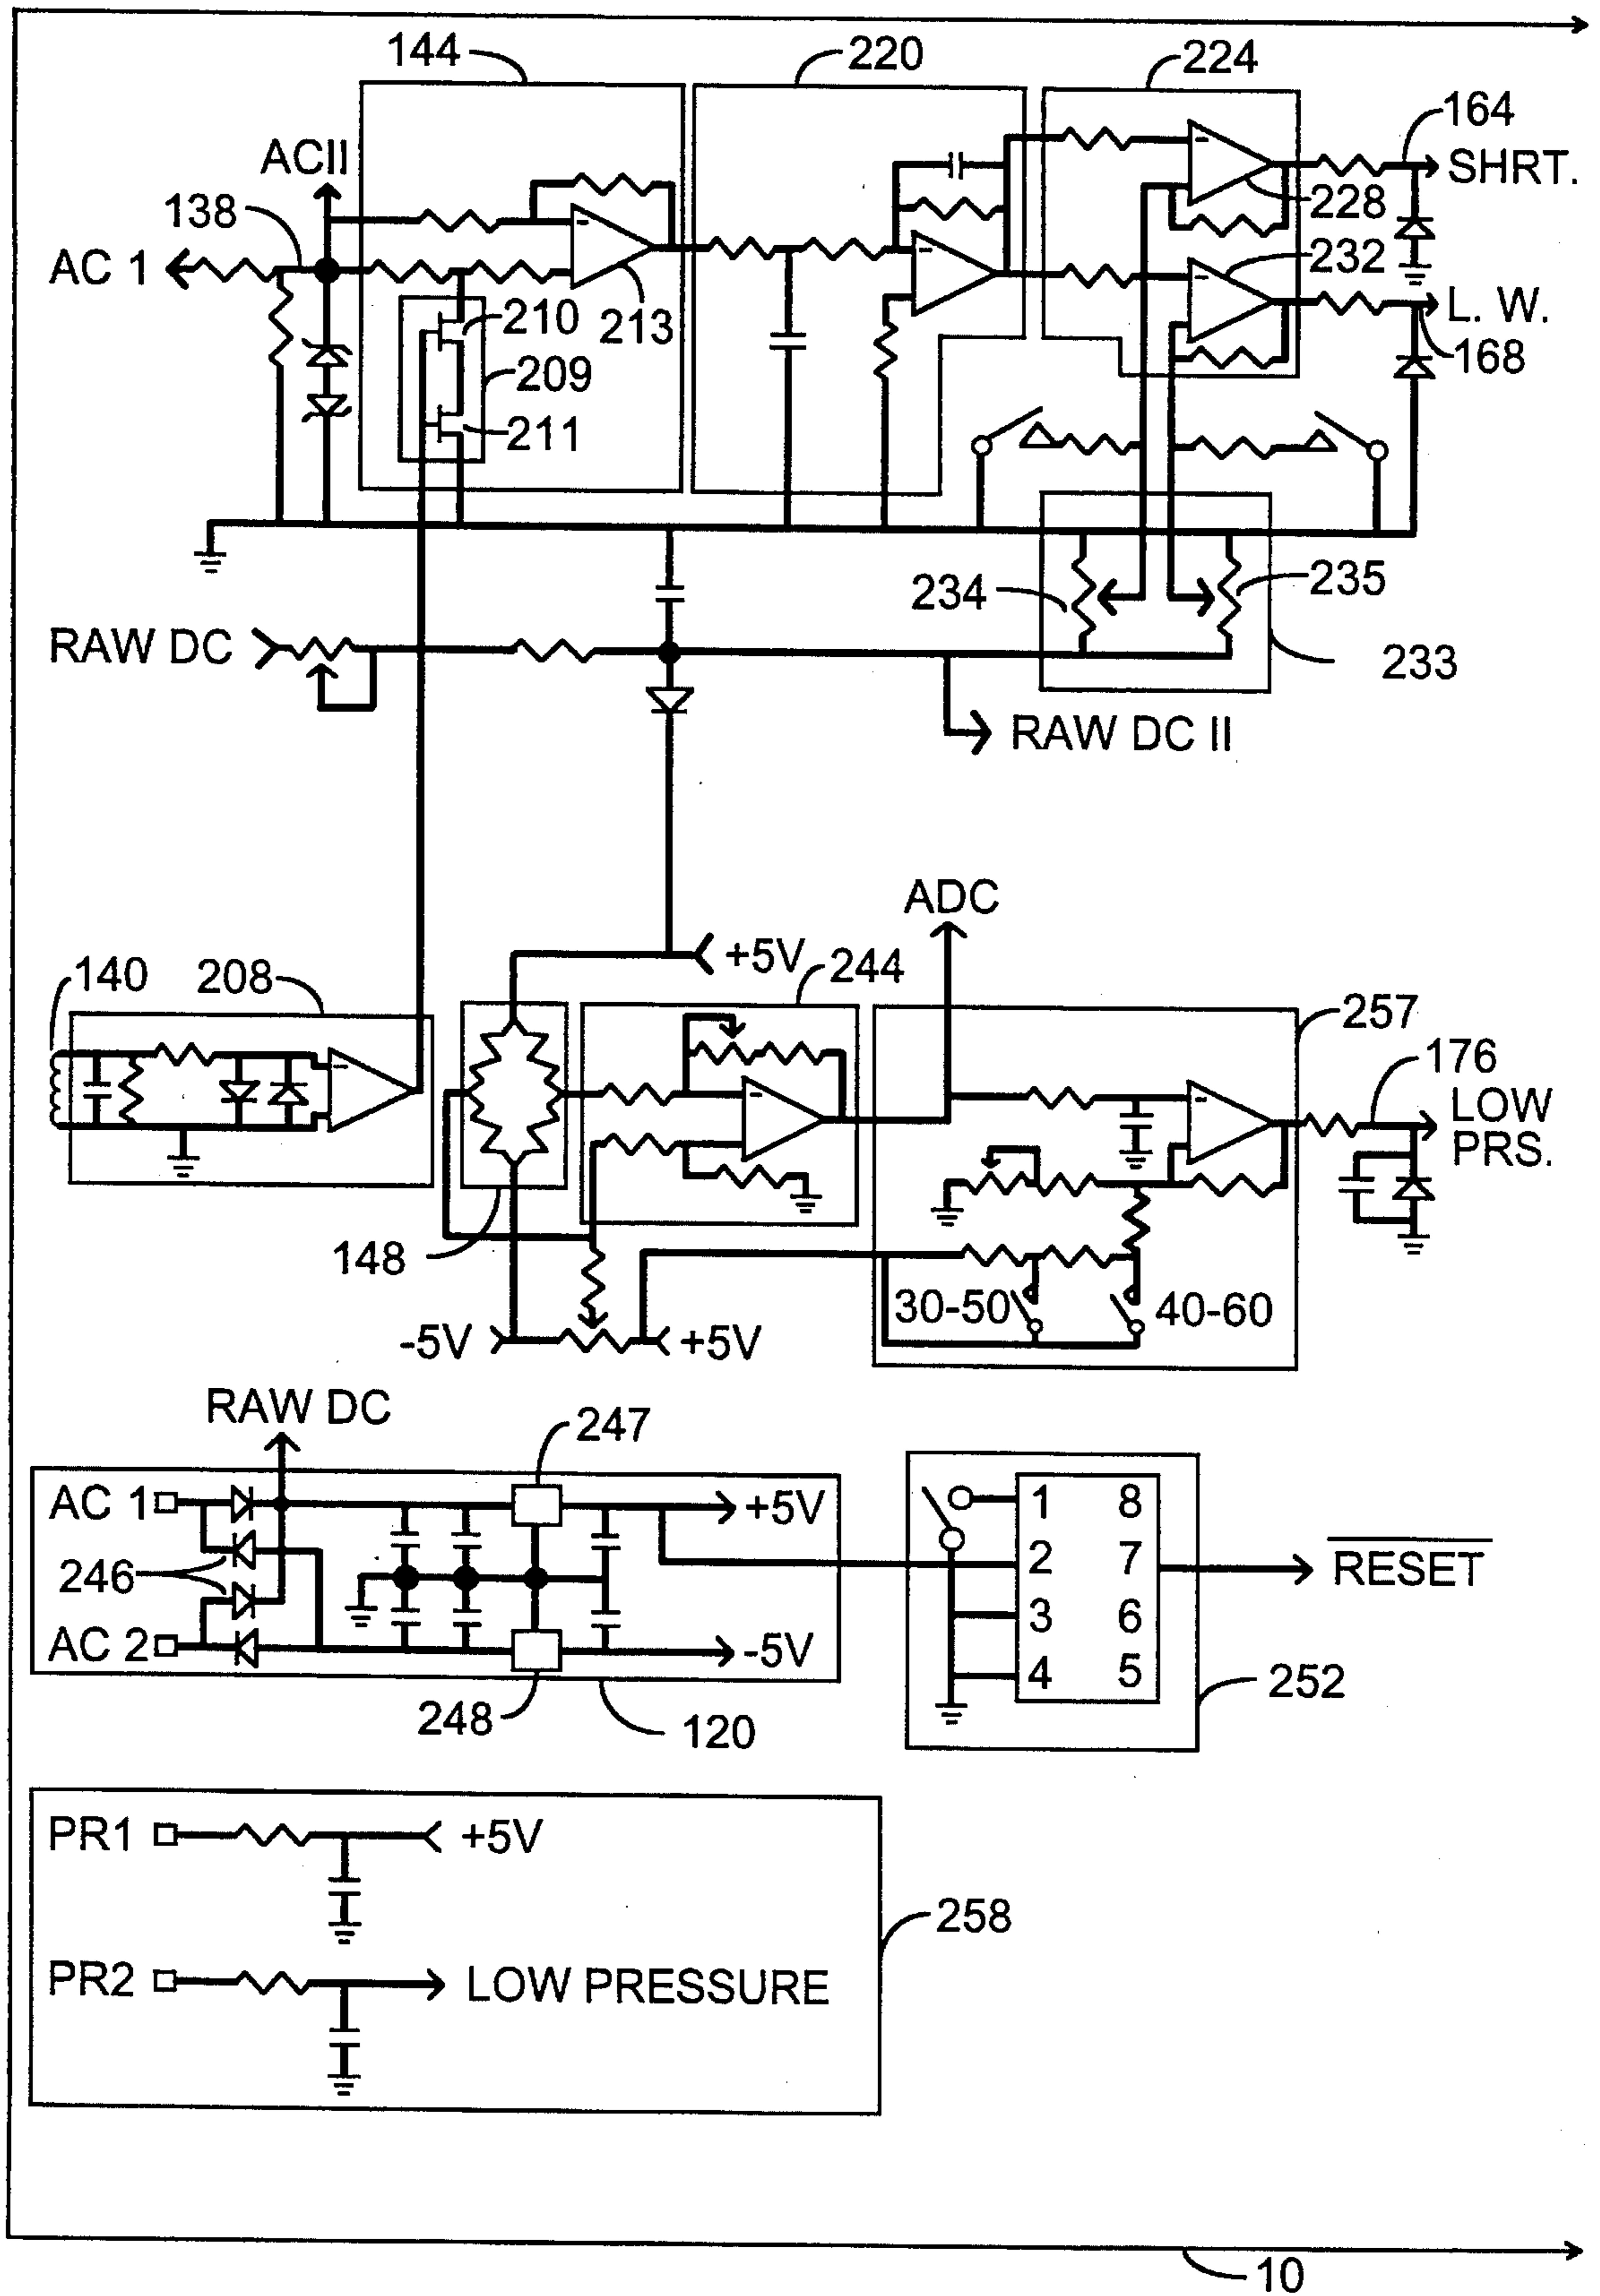 144
220
224
164
ACII
SHRT.
138
228
AC 1
232
210
213
L. W.
209
168
211
234
235
RAW DC
233
RAW DC II
ADC
+5V
244
140
208
257
176
LOW
PRS.
148
30-50
40-60
-5V
+5V
RAW DC
247
AC 1
+5V
1 8
246
2 7
RESET
3 6
AC 2
-5V
4 5
252
248
120
PR1
+5V
258
PR2
LOW PRESSURE
10